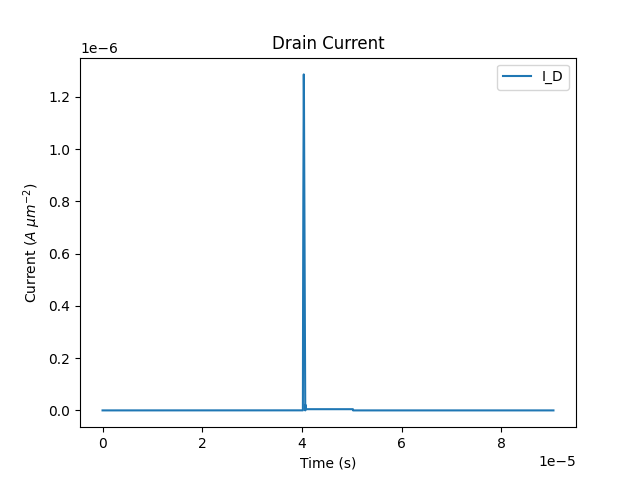 Drain Current
1e−6
I_D
1.2
1.0
0.8
0.6
0.4
0.2
0.0
Current (A μm⁻²)
0 2 4 6 8
1e−5
Time (s)